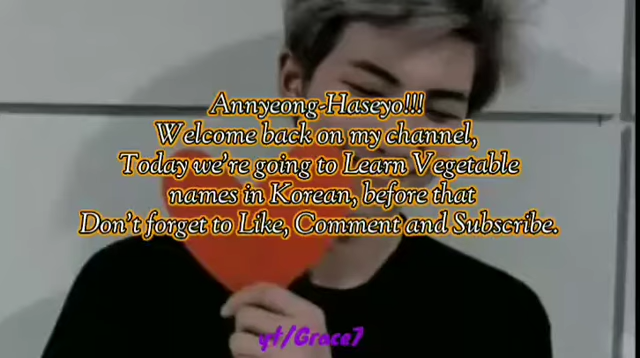 Annyeong-Haseyo!!!
Welcome back on my channel,
Today we're going to Learn Vegetable
names in Korean, before that
Don't forget to Like, Comment and Subscribe.
yt/Grace7